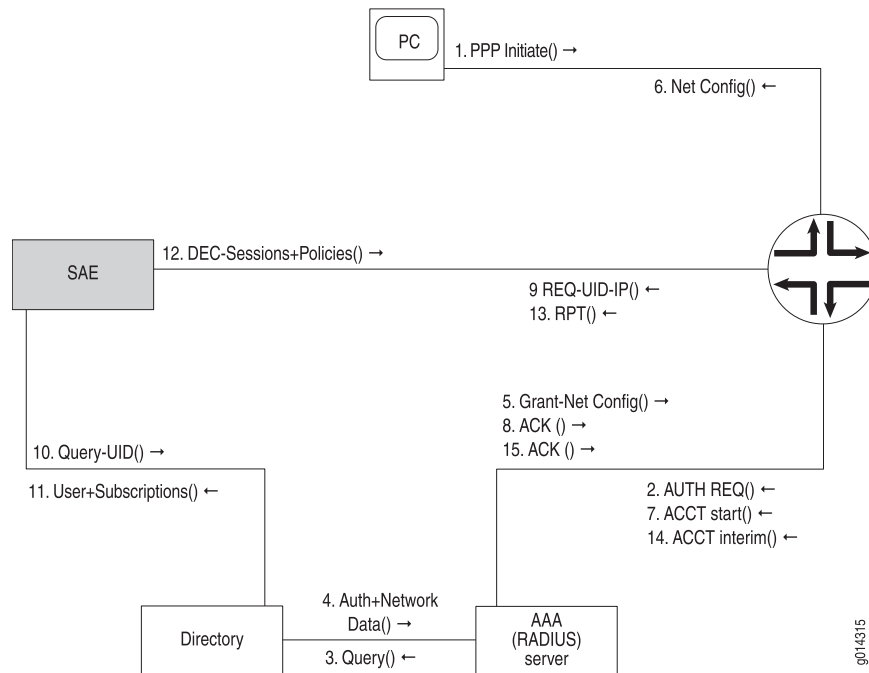 PC
1. PPP Initiate() →
6. Net Config() ←
SAE
12. DEC-Sessions+Policies() →
9 REQ-UID-IP() ←
13. RPT() ←
5. Grant-Net Config() →
8. ACK () →
15. ACK () →
10. Query-UID() →
11. User+Subscriptions() ←
2. AUTH REQ() ←
7. ACCT start() ←
14. ACCT interim() ←
4. Auth+Network
Data() →
3. Query() ←
Directory
AAA
(RADIUS)
server
g014315